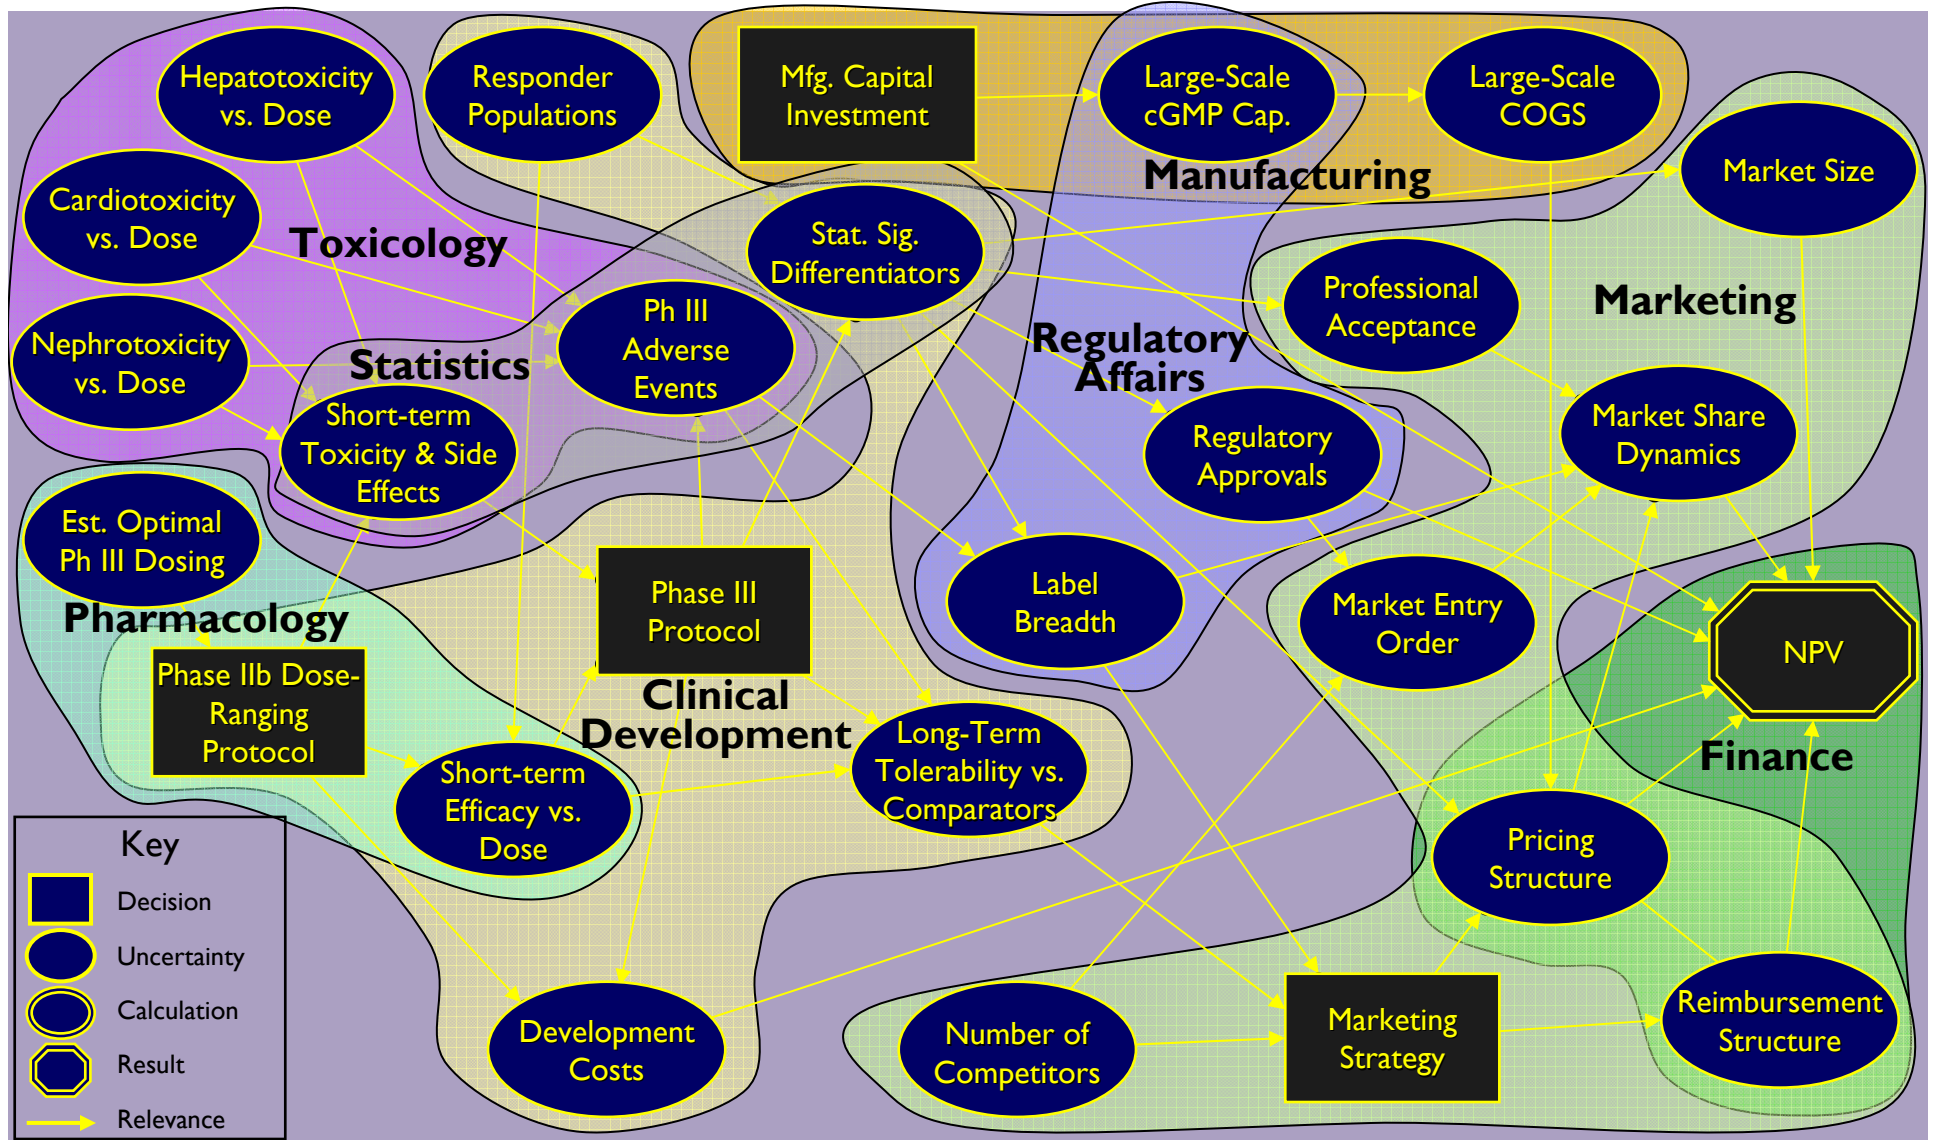 Hepatotoxicity
vs. Dose
Responder
Populations
Mfg. Capital
Investment
Large-Scale
cGMP Cap.
Large-Scale
COGS
Manufacturing
Market Size
Cardiotoxicity
vs. Dose
Toxicology
Stat. Sig.
Differentiators
Professional
Acceptance
Marketing
Nephrotoxicity
vs. Dose
Statistics
Ph III
Adverse
Events
Regulatory
Affairs
Short-term
Toxicity & Side
Effects
Regulatory
Approvals
Market Share
Dynamics
Est. Optimal
Ph III Dosing
Pharmacology
Phase III
Protocol
Label
Breadth
Market Entry
Order
NPV
Phase IIb Dose-
Ranging
Protocol
Clinical
Development
Long-Term
Tolerability vs.
Comparators
Finance
Short-term
Efficacy vs.
Dose
Pricing
Structure
Development
Costs
Number of
Competitors
Marketing
Strategy
Reimbursement
Structure
Key
Decision
Uncertainty
Calculation
Result
Relevance